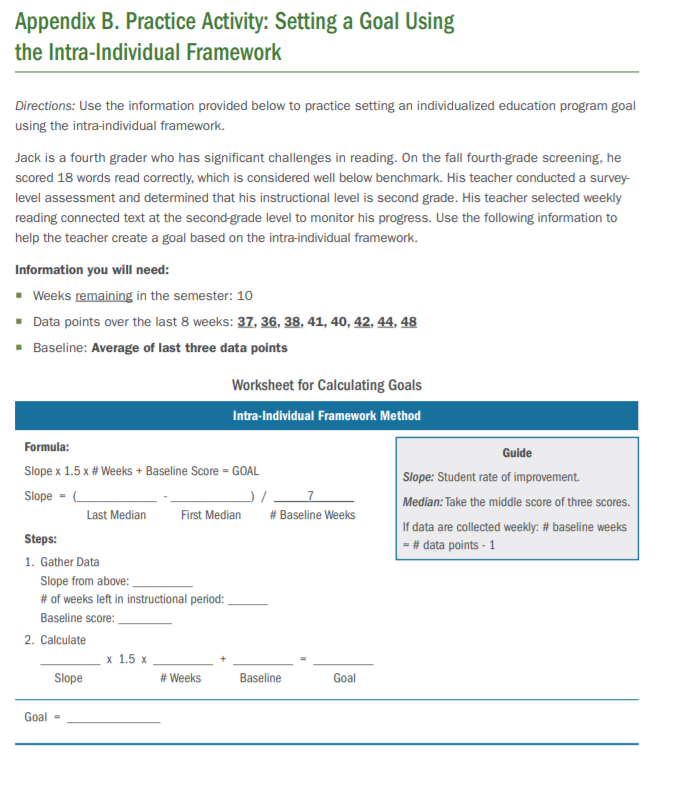 Appendix B. Practice Activity: Setting a Goal Using
the Intra-Individual Framework
Directions: Use the information provided below to practice setting an individualized education program goal
using the intra-individual framework.
Jack is a fourth grader who has significant challenges in reading. On the fall fourth-grade screening, he
scored 18 words read correctly, which is considered well below benchmark. His teacher conducted a survey-
level assessment and determined that his instructional level is second grade. His teacher selected weekly
reading connected text at the second-grade level to monitor his progress. Use the following information to
help the teacher create a goal based on the intra-individual framework.
Information you will need:
▪ Weeks remaining in the semester: 10
▪ Data points over the last 8 weeks: 37, 36, 38, 41, 40, 42, 44, 48
▪ Baseline: Average of last three data points
Worksheet for Calculating Goals
Intra-Individual Framework Method
Formula:
Slope x 1.5 x # Weeks + Baseline Score = GOAL
Slope = (__________ - __________) / 7
Last Median First Median # Baseline Weeks
Steps:
1. Gather Data
Slope from above: ________
# of weeks left in instructional period: ______
Baseline score: ________
2. Calculate
________ x 1.5 x ________ + ________ = ________
Slope # Weeks Baseline Goal
Goal = ____________
Guide
Slope: Student rate of improvement.
Median: Take the middle score of three scores.
If data are collected weekly: # baseline weeks
= # data points - 1